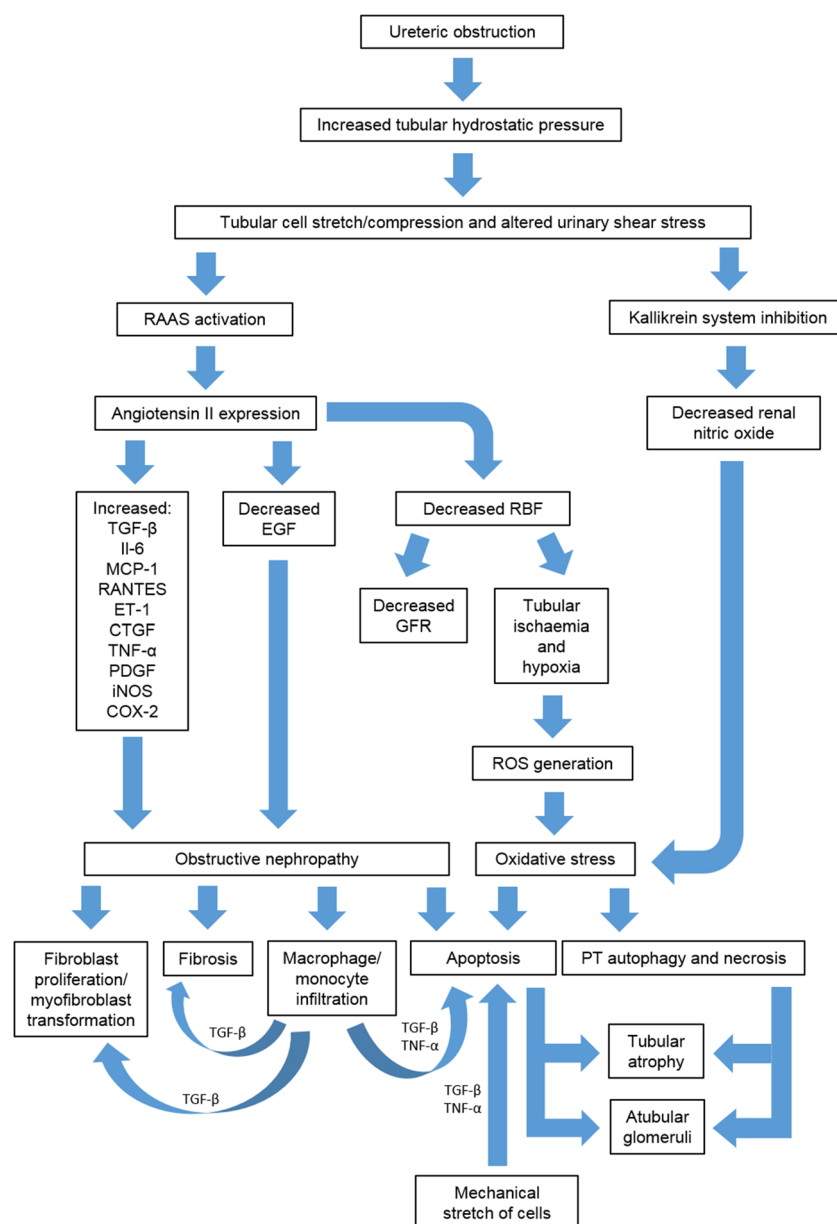 Ureteric obstruction
Increased tubular hydrostatic pressure
Tubular cell stretch/compression and altered urinary shear stress
RAAS activation
Kallikrein system inhibition
Angiotensin II expression
Decreased renal
nitric oxide
Increased:
TGF-β
Il-6
MCP-1
RANTES
ET-1
CTGF
TNF-α
PDGF
iNOS
COX-2
Decreased
EGF
Decreased RBF
Decreased
GFR
Tubular
ischaemia
and
hypoxia
ROS generation
Obstructive nephropathy
Oxidative stress
Fibroblast
proliferation/
myofibroblast
transformation
Fibrosis
Macrophage/
monocyte
infiltration
Apoptosis
PT autophagy and necrosis
TGF-β
TGF-β
TNF-α
TGF-β
TGF-β
TNF-α
Tubular
atrophy
Atubular
glomeruli
Mechanical
stretch of cells